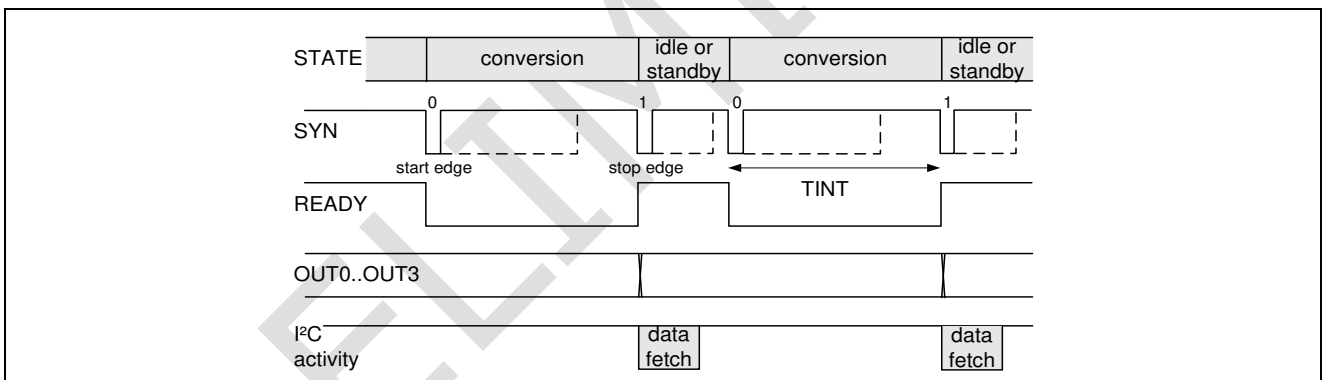 STATE
conversion
idle or
standby
conversion
idle or
standby
0
1
0
1
SYN
start edge
stop edge
TINT
READY
OUT0..OUT3
I²C
activity
data
fetch
data
fetch